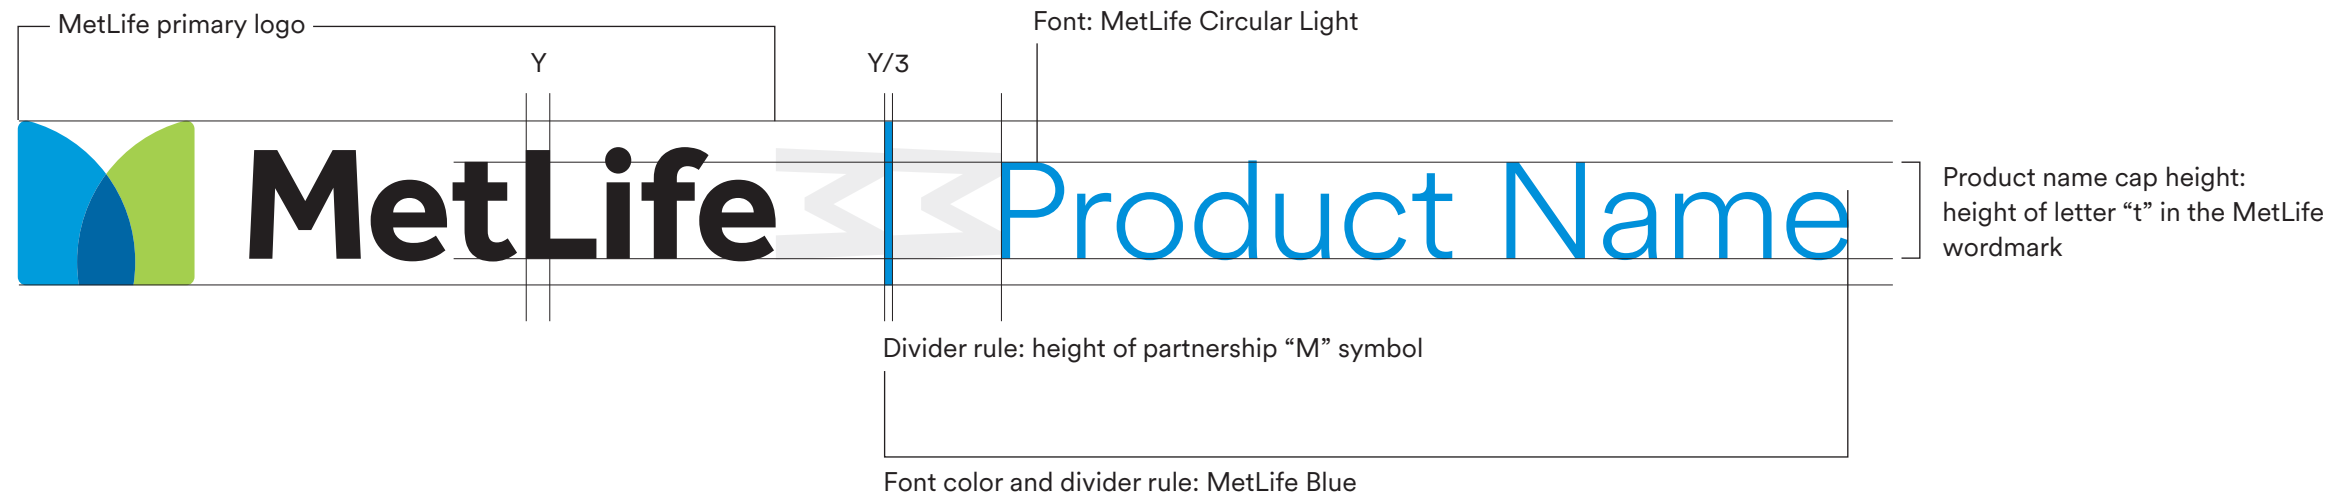 MetLife primary logo
Font: MetLife Circular Light
Y
Y/3
MetLife
Product Name
Product name cap height:
height of letter “t” in the MetLife
wordmark
Divider rule: height of partnership “M” symbol
Font color and divider rule: MetLife Blue